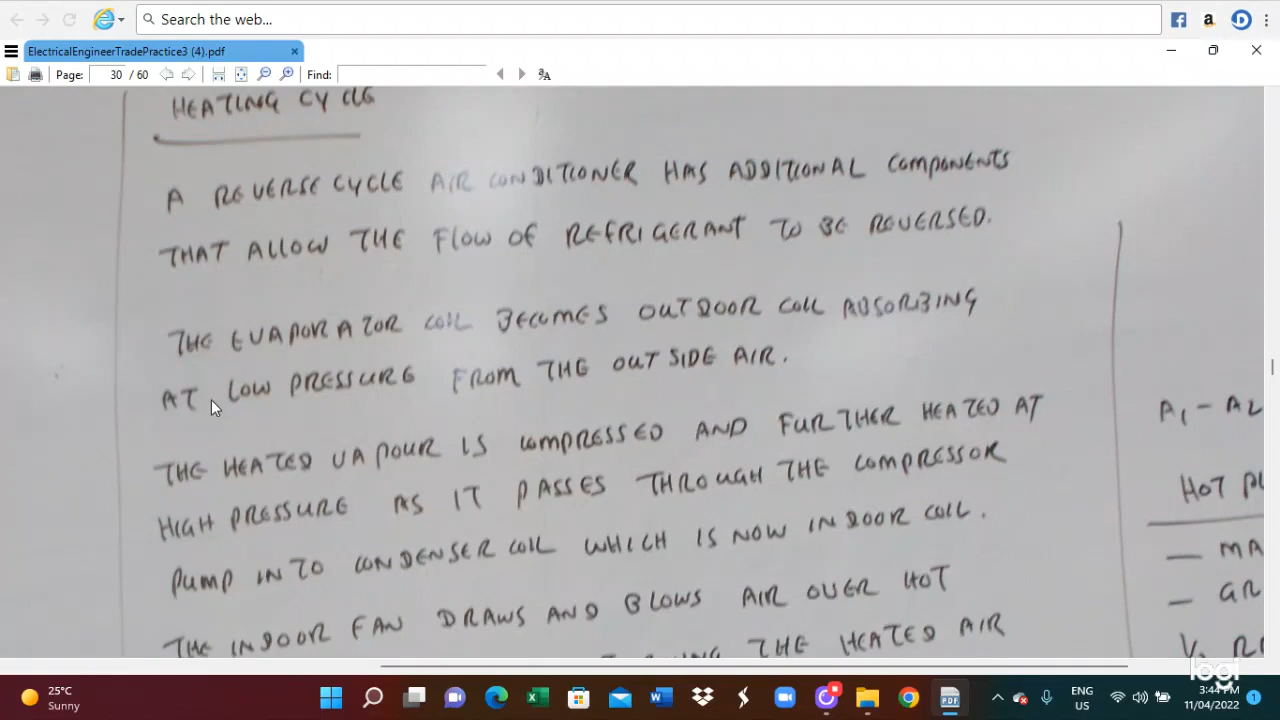 Search the web...
ElectricalEngineerTradePractice3 (4).pdf
Page: 30 / 60 Find:
HEATING CYCLE
A REVERSE CYCLE AIR CONDITIONER HAS ADDITIONAL COMPONENTS
THAT ALLOW THE FLOW OF REFRIGERANT TO BE REVERSED.
THE EVAPORATOR COIL BECOMES OUTDOOR COIL ABSORBING
AT LOW PRESSURE FROM THE OUTSIDE AIR.
THE HEATED VAPOUR IS COMPRESSED AND FURTHER HEATED AT
HIGH PRESSURE AS IT PASSES THROUGH THE COMPRESSOR
PUMP INTO CONDENSER COIL WHICH IS NOW INDOOR COIL.
THE INDOOR FAN DRAWS AND BLOWS AIR OVER HOT
THE HEATED AIR
A1 - A2
HOT
25°C
Sunny
ENG
US
3:44 PM
11/04/2022
logi